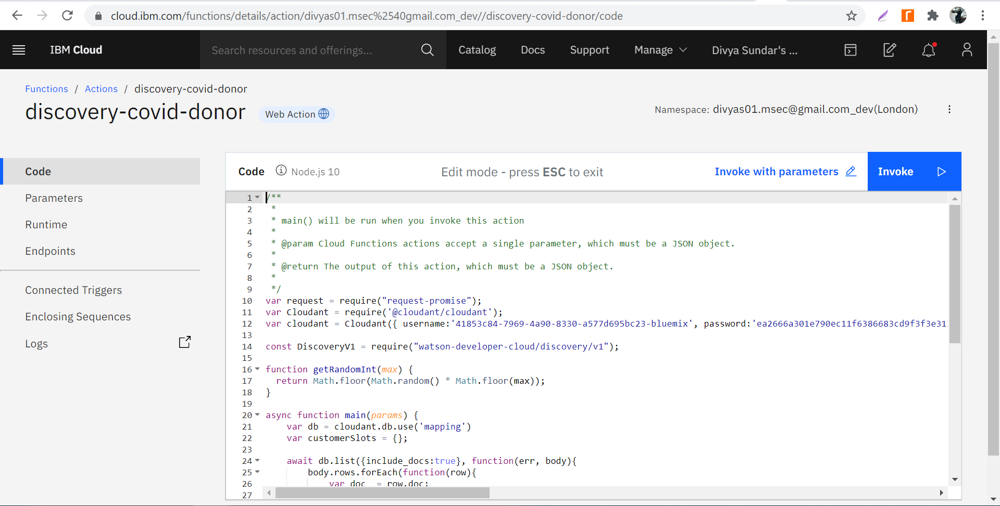 cloud.ibm.com/functions/details/action/divyas01.msec%2540gmail.com_dev//discovery-covid-donor/code
IBM Cloud
Search resources and offerings...
Catalog
Docs
Support
Manage
Divya Sundar's ...
Functions / Actions / discovery-covid-donor
discovery-covid-donor
Web Action
Namespace: divyas01.msec@gmail.com_dev(London)
Code
Parameters
Runtime
Endpoints
Connected Triggers
Enclosing Sequences
Logs
Code Node.js 10
Edit mode - press ESC to exit
Invoke with parameters
Invoke
1 /**
2 *
3 * main() will be run when you invoke this action
4 *
5 * @param Cloud Functions actions accept a single parameter, which must be a JSON object.
6 *
7 * @return The output of this action, which must be a JSON object.
8 *
9 */
10 var request = require("request-promise");
11 var Cloudant = require('@cloudant/cloudant');
12 var cloudant = Cloudant({ username:'41853c84-7969-4a90-8330-a577d695bc23-bluemix', password:'ea2666a301e790ec11f6386683cd9f3f3e31
13
14 const DiscoveryV1 = require("watson-developer-cloud/discovery/v1");
15
16 function getRandomInt(max) {
17 return Math.floor(Math.random() * Math.floor(max));
18 }
19
20 async function main(params) {
21 var db = cloudant.db.use('mapping')
22 var customerSlots = {};
23
24 await db.list({include_docs:true}, function(err, body){
25 body.rows.forEach(function(row){
26 var doc = row.doc;
27